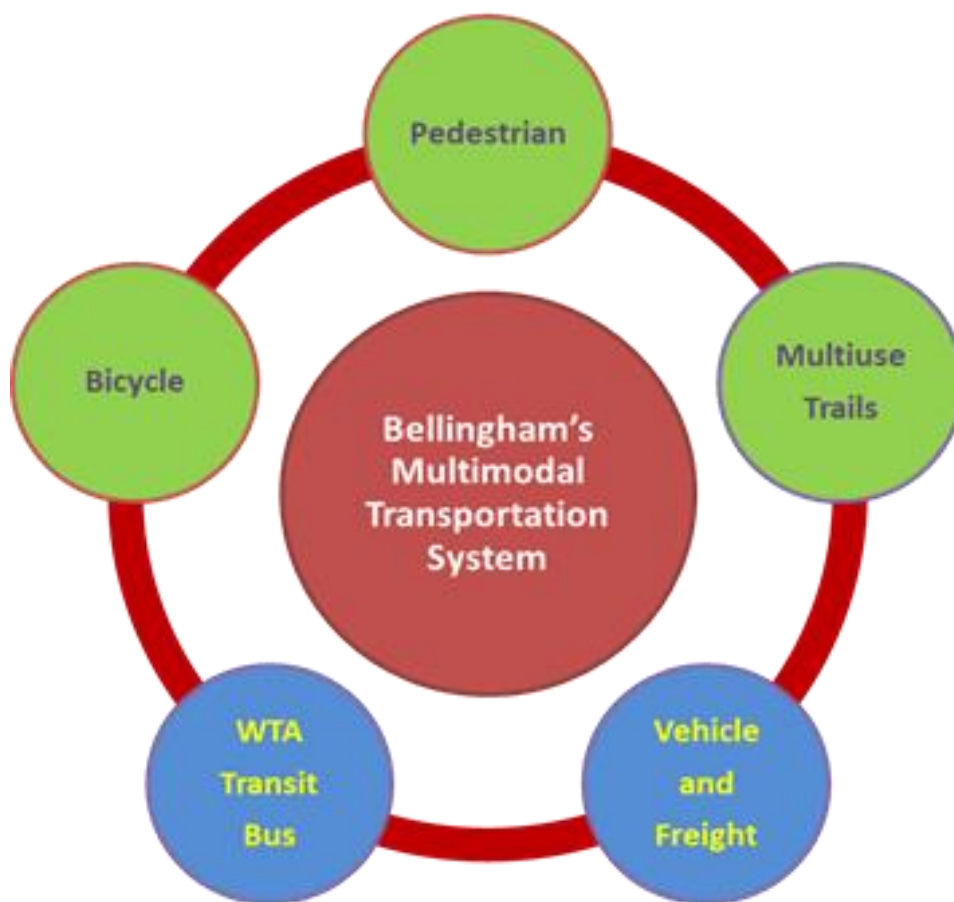 Pedestrian
Bicycle
Multiuse
Trails
Bellingham’s
Multimodal
Transportation
System
WTA
Transit
Bus
Vehicle
and
Freight